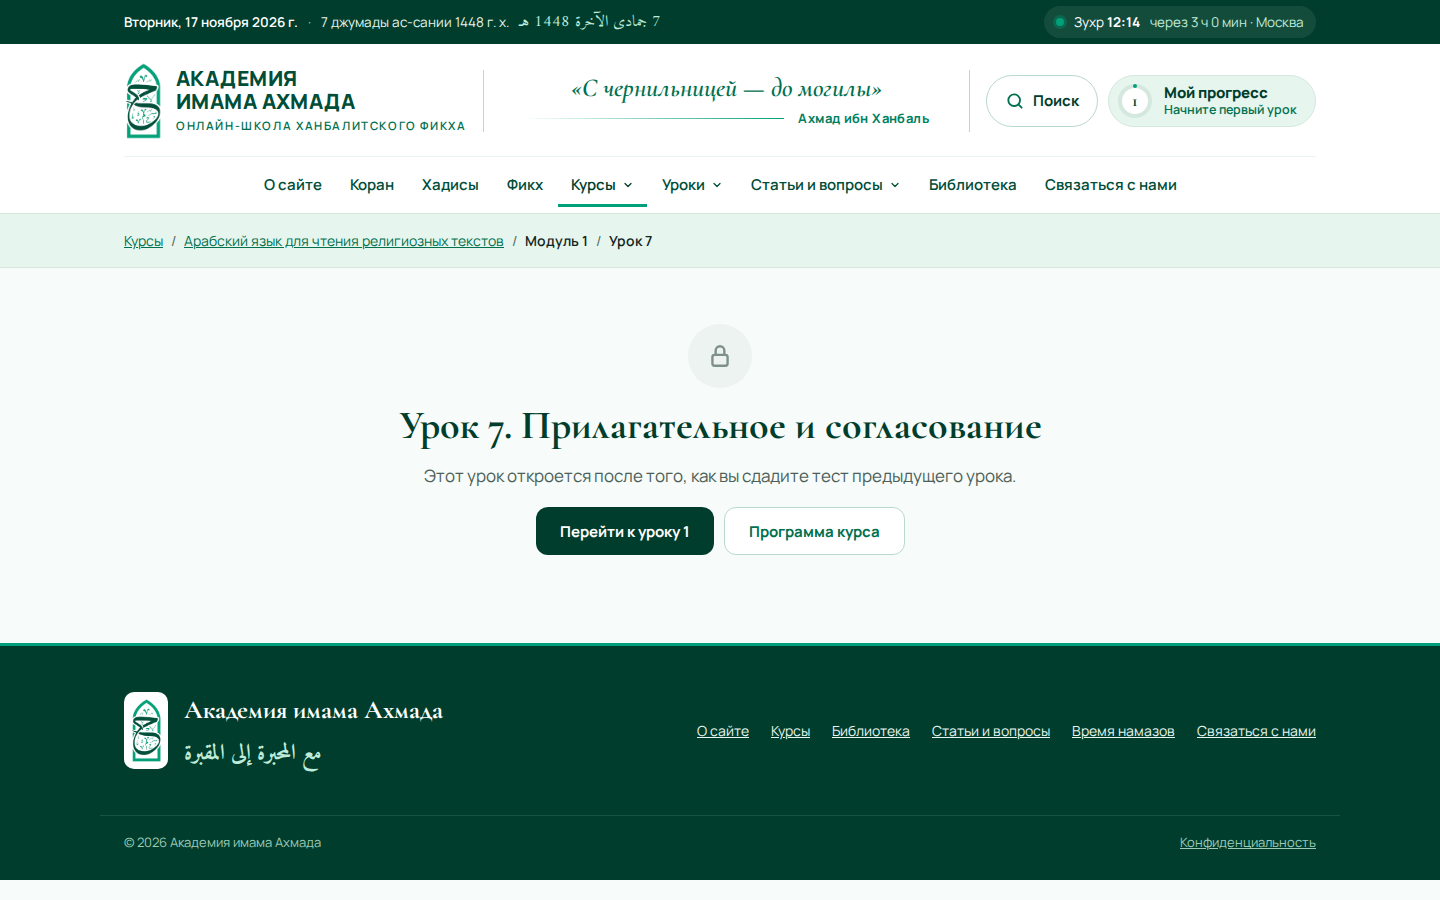 Вторник, 17 ноября 2026 г. · 7 джумады ас-сании 1448 г. х. 7 جمادى الآخرة 1448 هـ
Зухр 12:14 через 3 ч 0 мин · Москва
АКАДЕМИЯ
ИМАМА АХМАДА
ОНЛАЙН-ШКОЛА ХАНБАЛИТСКОГО ФИКХА
«С чернильницей — до могилы»
Ахмад ибн Ханбаль
Поиск
1
Мой прогресс
Начните первый урок
О сайте Коран Хадисы Фикх Курсы Уроки Статьи и вопросы Библиотека Связаться с нами
Курсы / Арабский язык для чтения религиозных текстов / Модуль 1 / Урок 7
Урок 7. Прилагательное и согласование
Этот урок откроется после того, как вы сдадите тест предыдущего урока.
Перейти к уроку 1 Программа курса
Академия имама Ахмада
مع المحبرة إلى المقبرة
О сайте Курсы Библиотека Статьи и вопросы Время намазов Связаться с нами
© 2026 Академия имама Ахмада
Конфиденциальность